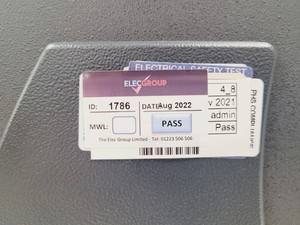 ELECTRICAL SAFETY TEST
ELECGROUP
4_8
ID: 1786
DATE Aug 2022
v 2021
MWL:
PASS
admin
Pass
The Elec Group Limited - Tel: 01223 506 506